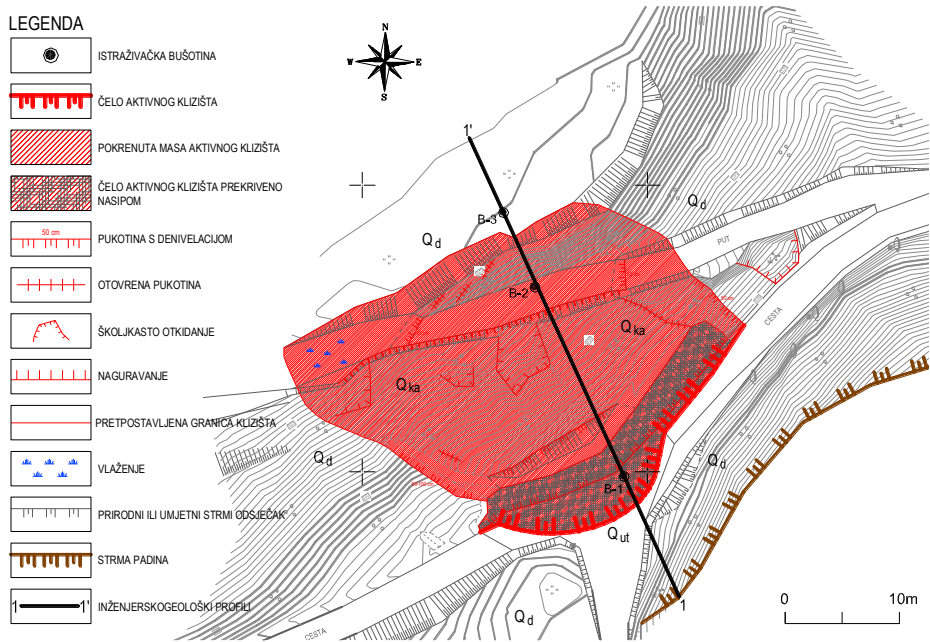 LEGENDA
ISTRAŽIVAČKA BUŠOTINA
ČELO AKTIVNOG KLIZIŠTA
POKRENUTA MASA AKTIVNOG KLIZIŠTA
ČELO AKTIVNOG KLIZIŠTA PREKRIVENO
NASIPOM
50 cm
PUKOTINA S DENIVELACIJOM
OTOVRENA PUKOTINA
ŠKOLJKASTO OTKIDANJE
NAGURAVANJE
PRETPOSTAVLJENA GRANICA KLIZIŠTA
VLAŽENJE
PRIRODNI ILI UMJETNI STRMI ODSJEČAK
STRMA PADINA
1 1'
INŽENJERSKOGEOLOŠKI PROFILI
N
W E
S
1'
B-3
Qd
Qd
PUT
B-2
CESTA
Qka
Qka
Qd
Qd
B-1
Qut
1
Qd
CESTA
0 10m